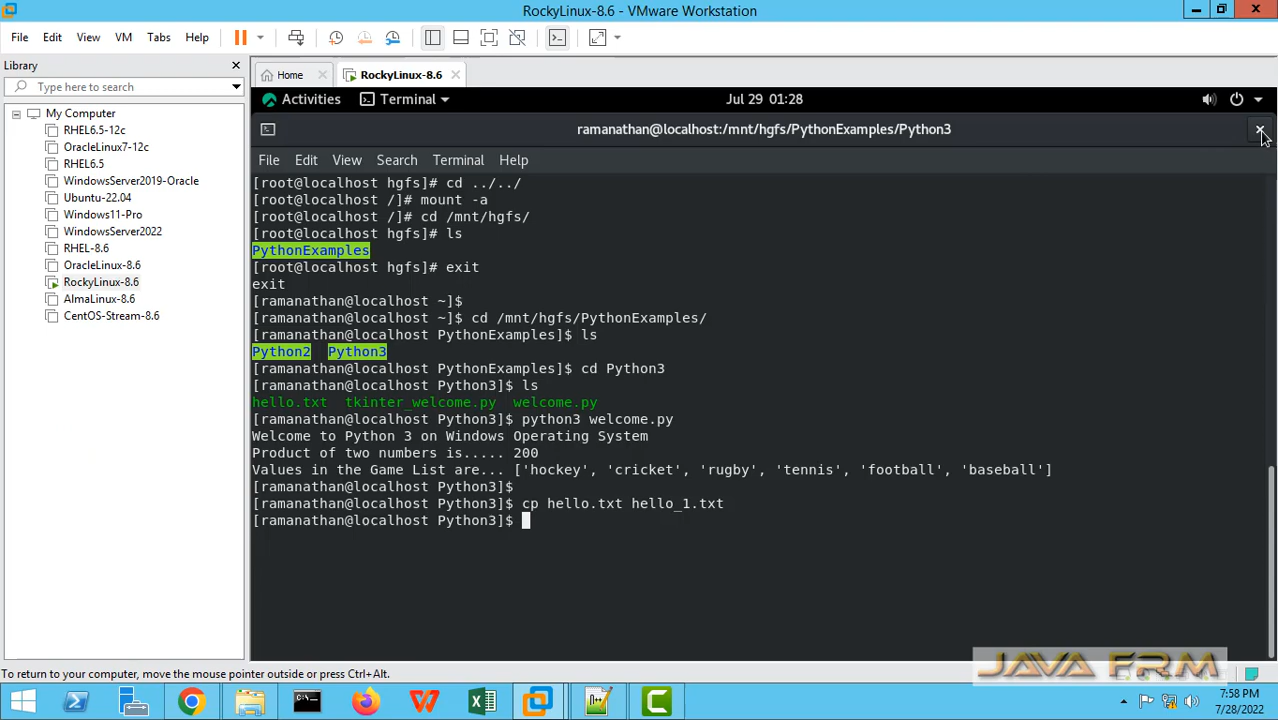 RockyLinux-8.6 - VMware Workstation
File Edit View VM Tabs Help
Library
Type here to search
Home RockyLinux-8.6
My Computer
RHEL6.5-12c
OracleLinux7-12c
RHEL6.5
WindowsServer2019-Oracle
Ubuntu-22.04
Windows11-Pro
WindowsServer2022
RHEL-8.6
OracleLinux-8.6
RockyLinux-8.6
AlmaLinux-8.6
CentOS-Stream-8.6
Activities Terminal Jul 29 01:28
ramanathan@localhost:/mnt/hgfs/PythonExamples/Python3
File Edit View Search Terminal Help
[root@localhost hgfs]# cd ../../
[root@localhost /]# mount -a
[root@localhost /]# cd /mnt/hgfs/
[root@localhost hgfs]# ls
PythonExamples
[root@localhost hgfs]# exit
exit
[ramanathan@localhost ~]$
[ramanathan@localhost ~]$ cd /mnt/hgfs/PythonExamples/
[ramanathan@localhost PythonExamples]$ ls
Python2 Python3
[ramanathan@localhost PythonExamples]$ cd Python3
[ramanathan@localhost Python3]$ ls
hello.txt tkinter_welcome.py welcome.py
[ramanathan@localhost Python3]$ python3 welcome.py
Welcome to Python 3 on Windows Operating System
Product of two numbers is..... 200
Values in the Game List are... ['hockey', 'cricket', 'rugby', 'tennis', 'football', 'baseball']
[ramanathan@localhost Python3]$
[ramanathan@localhost Python3]$ cp hello.txt hello_1.txt
[ramanathan@localhost Python3]$
JAVA FRM
To return to your computer, move the mouse pointer outside or press Ctrl+Alt.
7:58 PM
7/28/2022